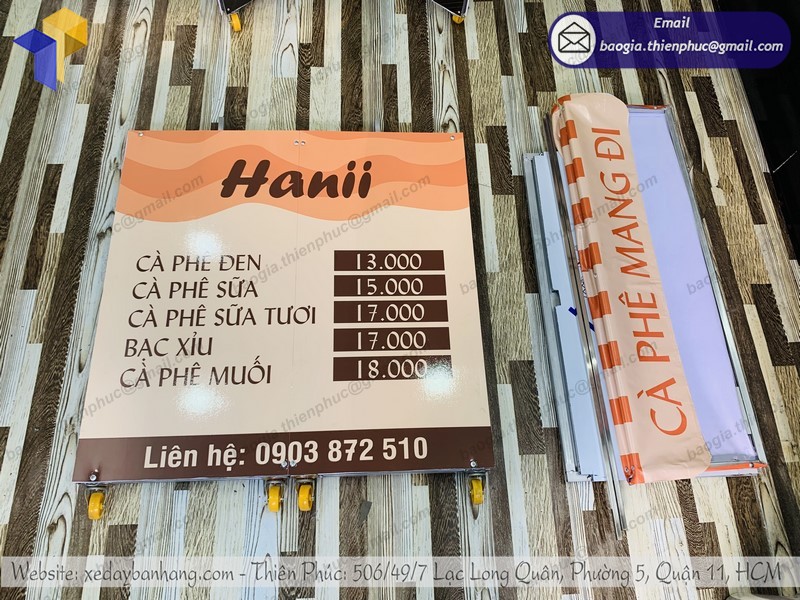 Email
baogia.thienphuc@gmail.com
Hanii
CÀ PHÊ ĐEN 13.000
CÀ PHÊ SỮA 15.000
CÀ PHÊ SỮA TƯƠI 17.000
BẠC XỈU 17.000
CÀ PHÊ MUỐI 18.000
Liên hệ: 0903 872 510
CÀ PHÊ MANG ĐI
Website: xedaybanhang.com - Thiên Phúc: 506/49/7 Lạc Long Quân, Phường 5, Quận 11, HCM